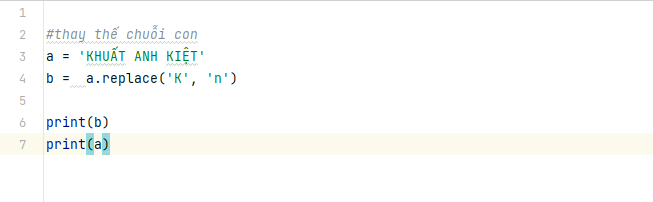 1
2 #thay thế chuỗi con
3 a = 'KHUẤT ANH KIỆT'
4 b =  a.replace('K', 'n')
5
6 print(b)
7 print(a)